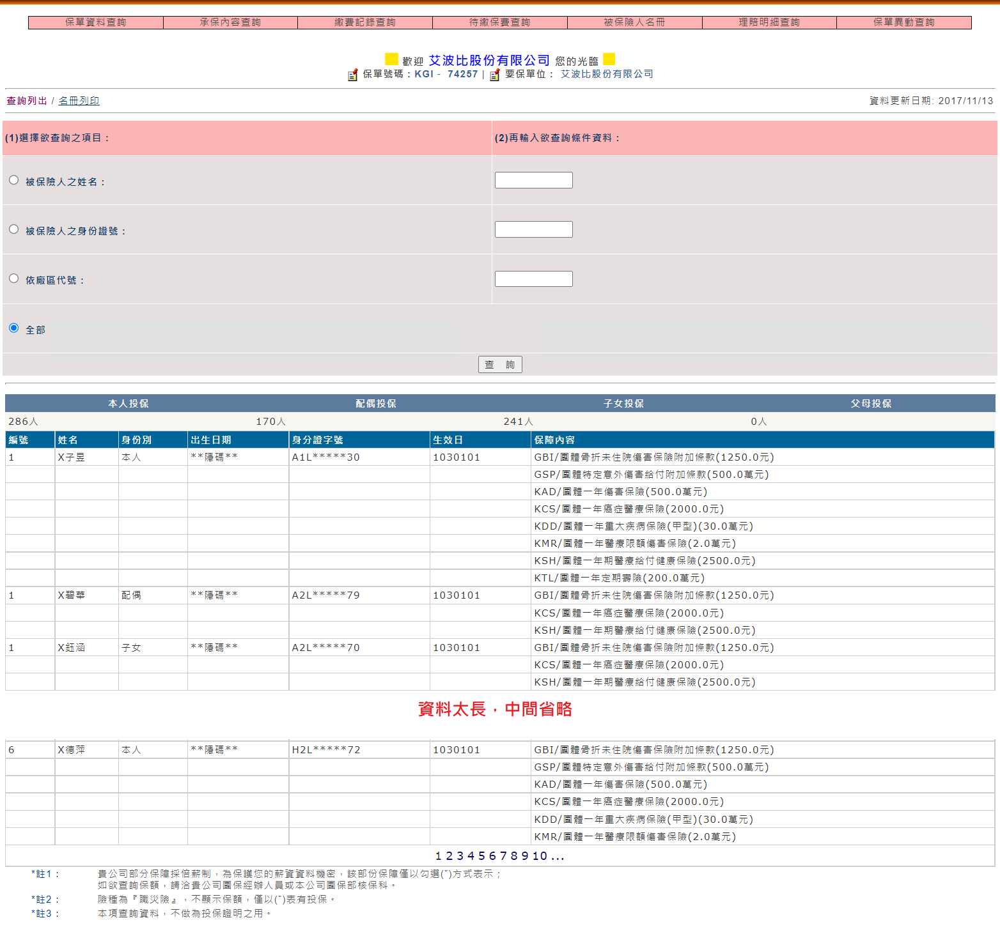 保單資料查詢 承保內容查詢 繳費記錄查詢 待繳保費查詢 被保險人名冊 理賠明細查詢 保單異動查詢
歡迎 艾波比股份有限公司 您的光臨
保單號碼：KGI - 74257 | 要保單位： 艾波比股份有限公司
查詢列出 / 名冊列印 資料更新日期: 2017/11/13
(1)選擇欲查詢之項目： (2)再輸入欲查詢條件資料：
被保險人之姓名：
被保險人之身份證號：
依廠區代號：
全部
查 詢
本人投保 配偶投保 子女投保 父母投保
286人 170人 241人 0人
編號 姓名 身份別 出生日期 身分證字號 生效日 保障內容
1 X子昱 本人 **隱碼** A1L*****30 1030101 GBI/團體骨折未住院傷害保險附加條款(1250.0元)
GSP/團體特定意外傷害給付附加條款(500.0萬元)
KAD/團體一年傷害保險(500.0萬元)
KCS/團體一年癌症醫療保險(2000.0元)
KDD/團體一年重大疾病保險(甲型)(30.0萬元)
KMR/團體一年醫療限額傷害保險(2.0萬元)
KSH/團體一年期醫療給付健康保險(2500.0元)
KTL/團體一年定期壽險(200.0萬元)
1 X碧華 配偶 **隱碼** A2L*****79 1030101 GBI/團體骨折未住院傷害保險附加條款(1250.0元)
KCS/團體一年癌症醫療保險(2000.0元)
KSH/團體一年期醫療給付健康保險(2500.0元)
1 X鈺涵 子女 **隱碼** A2L*****70 1030101 GBI/團體骨折未住院傷害保險附加條款(1250.0元)
KCS/團體一年癌症醫療保險(2000.0元)
KSH/團體一年期醫療給付健康保險(2500.0元)
資料太長，中間省略
6 X德萍 本人 **隱碼** H2L*****72 1030101 GBI/團體骨折未住院傷害保險附加條款(1250.0元)
GSP/團體特定意外傷害給付附加條款(500.0萬元)
KAD/團體一年傷害保險(500.0萬元)
KCS/團體一年癌症醫療保險(2000.0元)
KDD/團體一年重大疾病保險(甲型)(30.0萬元)
KMR/團體一年醫療限額傷害保險(2.0萬元)
1 2 3 4 5 6 7 8 9 10 ...
*註1： 貴公司部分保障採倍薪制，為保護您的薪資資料機密，該部份保障僅以勾選(ˇ)方式表示；
如欲查詢保額，請洽貴公司團保經辦人員或本公司團保部核保科。
*註2： 險種為『職災險』，不顯示保額，僅以(ˇ)表有投保。
*註3： 本項查詢資料，不做為投保證明之用。